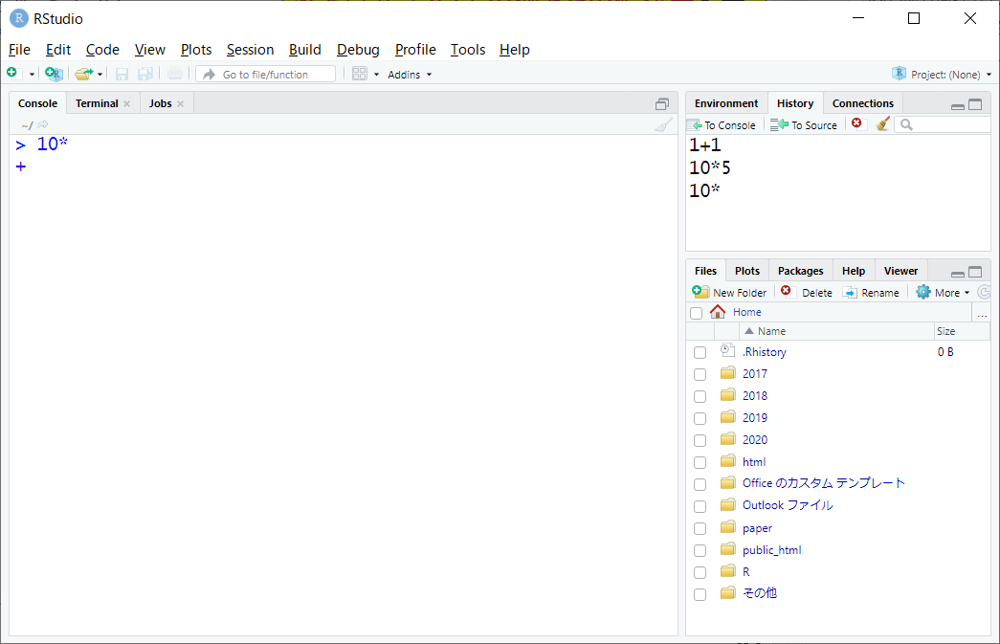 RStudio
File Edit Code View Plots Session Build Debug Profile Tools Help
Go to file/function Addins Project: (None)
Console Terminal Jobs
~/
> 10*
+
Environment History Connections
To Console To Source
1+1
10*5
10*
Files Plots Packages Help Viewer
New Folder Delete Rename More
Home ...
Name Size
.Rhistory 0 B
2017
2018
2019
2020
html
Office のカスタム テンプレート
Outlook ファイル
paper
public_html
R
その他